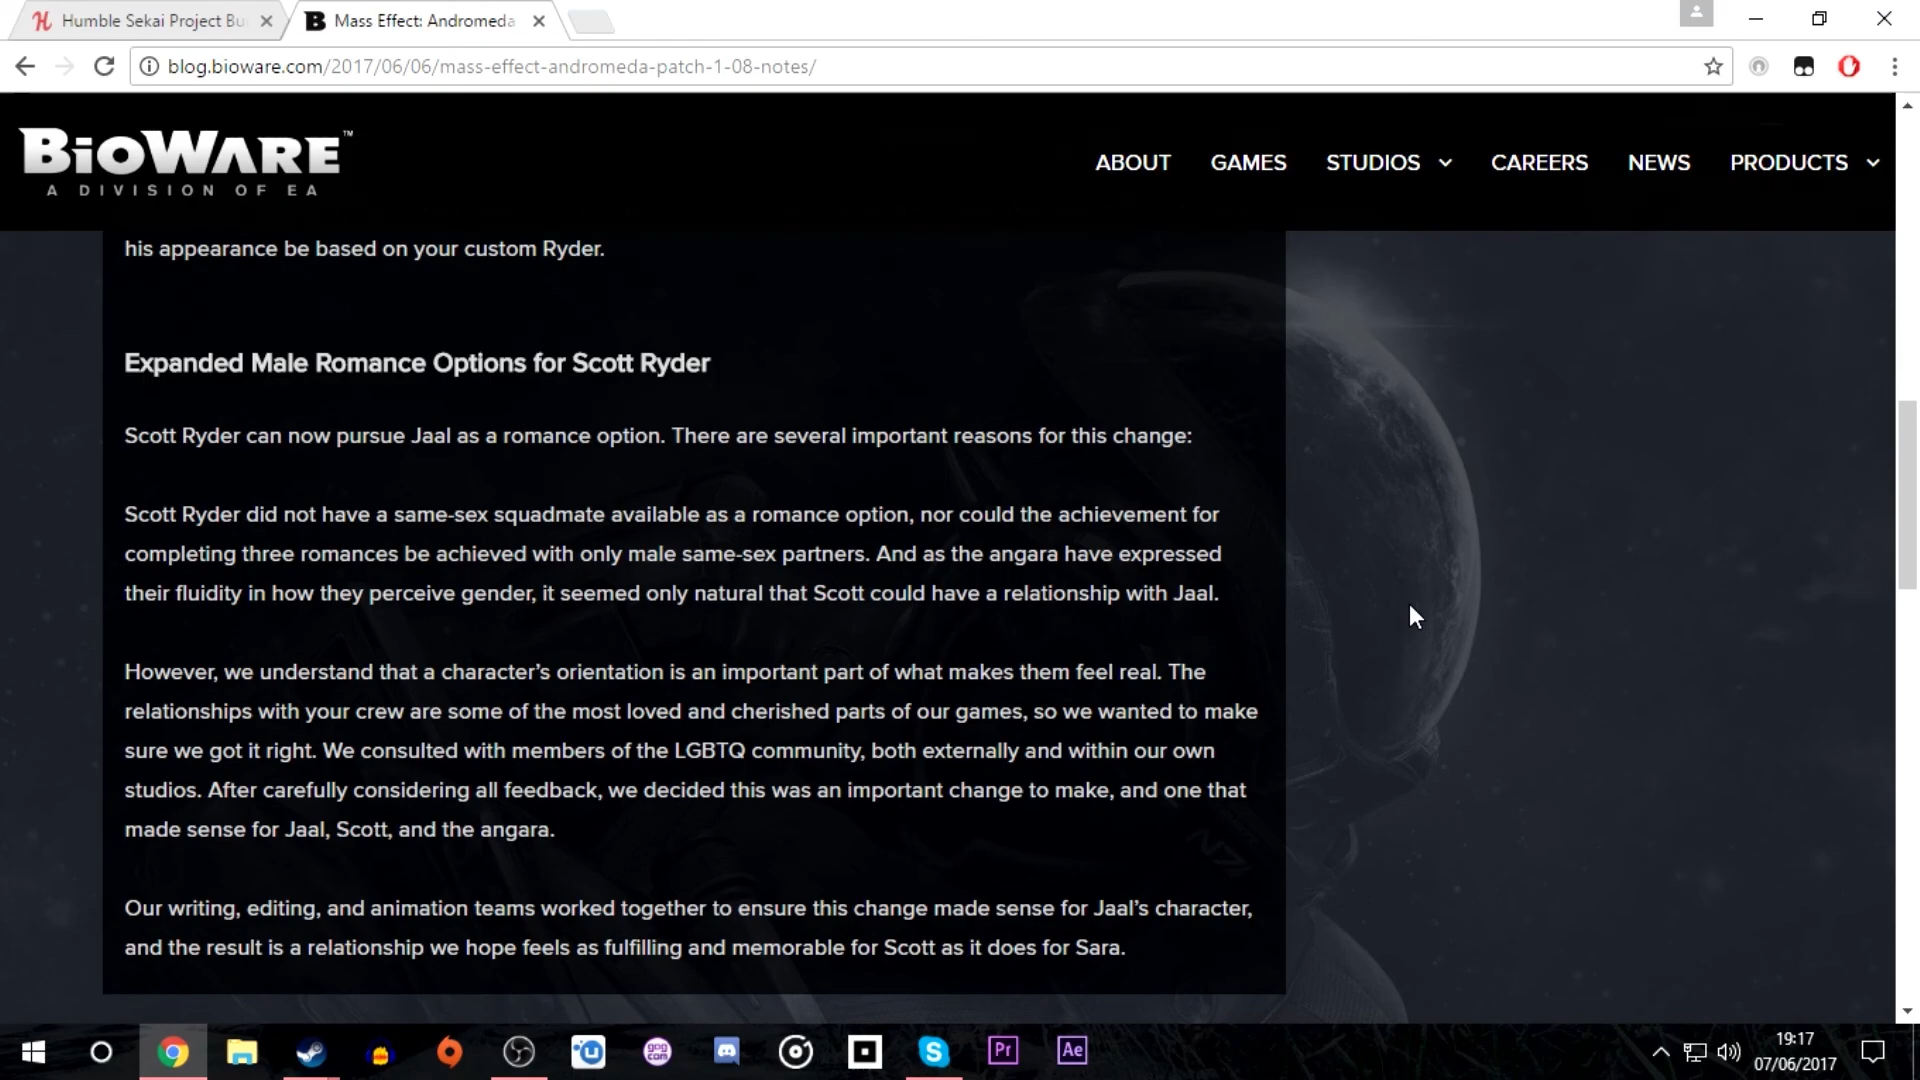 Humble Sekai Project Bu
Mass Effect: Andromeda
blog.bioware.com/2017/06/06/mass-effect-andromeda-patch-1-08-notes/
BIOWARE™
A DIVISION OF EA
ABOUT GAMES STUDIOS CAREERS NEWS PRODUCTS
his appearance be based on your custom Ryder.
Expanded Male Romance Options for Scott Ryder
Scott Ryder can now pursue Jaal as a romance option. There are several important reasons for this change:
Scott Ryder did not have a same-sex squadmate available as a romance option, nor could the achievement for
completing three romances be achieved with only male same-sex partners. And as the angara have expressed
their fluidity in how they perceive gender, it seemed only natural that Scott could have a relationship with Jaal.
However, we understand that a character’s orientation is an important part of what makes them feel real. The
relationships with your crew are some of the most loved and cherished parts of our games, so we wanted to make
sure we got it right. We consulted with members of the LGBTQ community, both externally and within our own
studios. After carefully considering all feedback, we decided this was an important change to make, and one that
made sense for Jaal, Scott, and the angara.
Our writing, editing, and animation teams worked together to ensure this change made sense for Jaal’s character,
and the result is a relationship we hope feels as fulfilling and memorable for Scott as it does for Sara.
N7
gog
com
Pr
Ae
19:17
07/06/2017